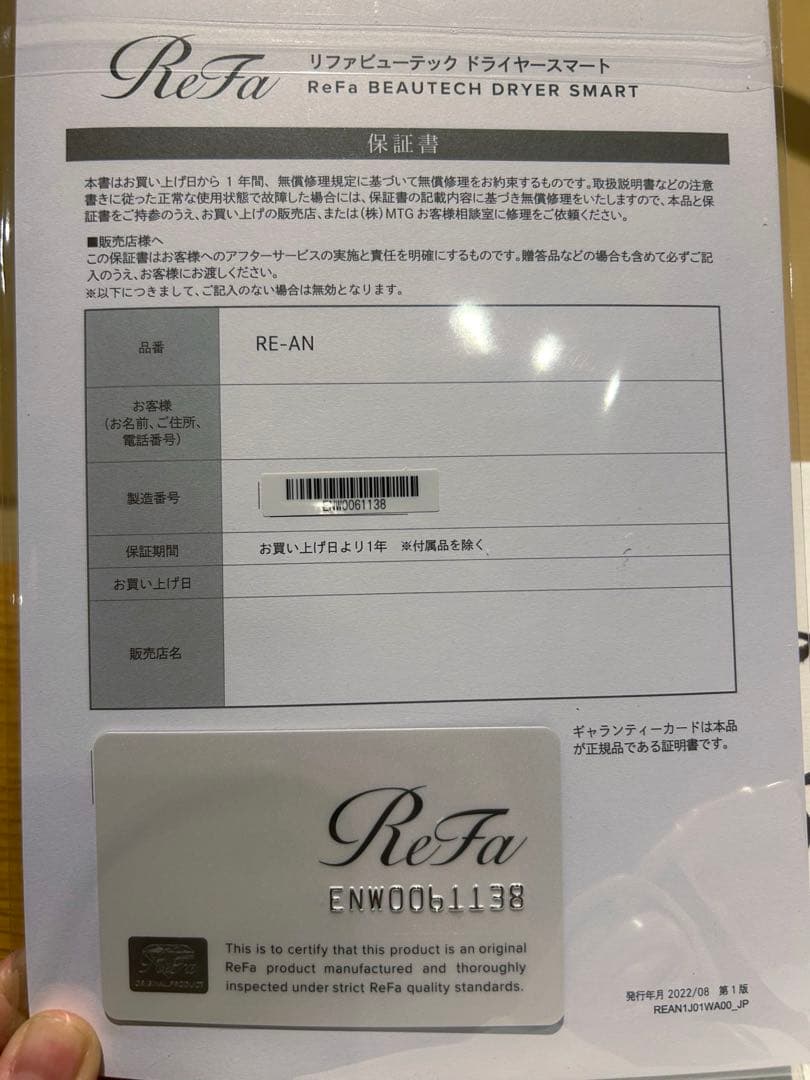 ReFa
リファビューテック ドライヤースマート
ReFa BEAUTECH DRYER SMART
保証書
本書はお買い上げ日から 1 年間、無償修理規定に基づいて無償修理をお約束するものです。取扱説明書などの注意
書きに従った正常な使用状態で故障した場合には、保証書の記載内容に基づき無償修理をいたしますので、本品と保
証書をご持参のうえ、お買い上げの販売店、または(株)MTG お客様相談室に修理をご依頼ください。
■販売店様へ
この保証書はお客様へのアフターサービスの実施と責任を明確にするものです。贈答品などの場合も含めて必ずご記
入のうえ、お客様にお渡しください。
※以下につきまして、ご記入のない場合は無効となります。
品番
RE-AN
お客様
(お名前、ご住所、
電話番号)
製造番号
ENW0061138
保証期間
お買い上げ日より1年 ※付属品を除く
お買い上げ日
販売店名
ギャランティーカードは本品
が正規品である証明書です。
ReFa
ENW0061138
ReFa
ORIGINAL PRODUCT
This is to certify that this product is an original
ReFa product manufactured and thoroughly
inspected under strict ReFa quality standards.
発行年月 2022/08 第1版
REAN1J01WA00_JP